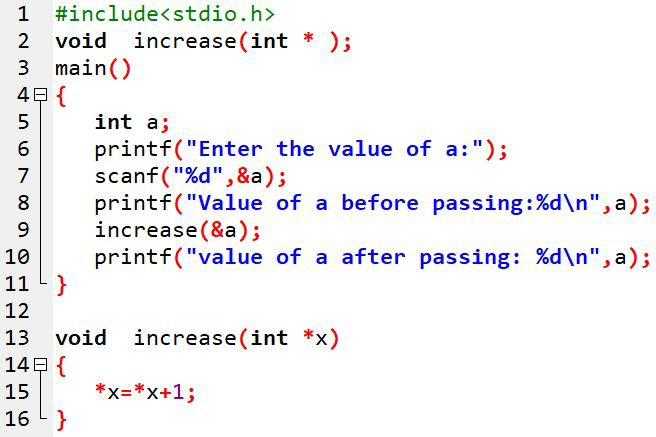 1 #include<stdio.h>
2 void  increase(int * );
3 main()
4 {
5    int a;
6    printf("Enter the value of a:");
7    scanf("%d",&a);
8    printf("Value of a before passing:%d\n",a);
9    increase(&a);
10    printf("value of a after passing: %d\n",a);
11 }
12
13 void  increase(int *x)
14 {
15    *x=*x+1;
16 }